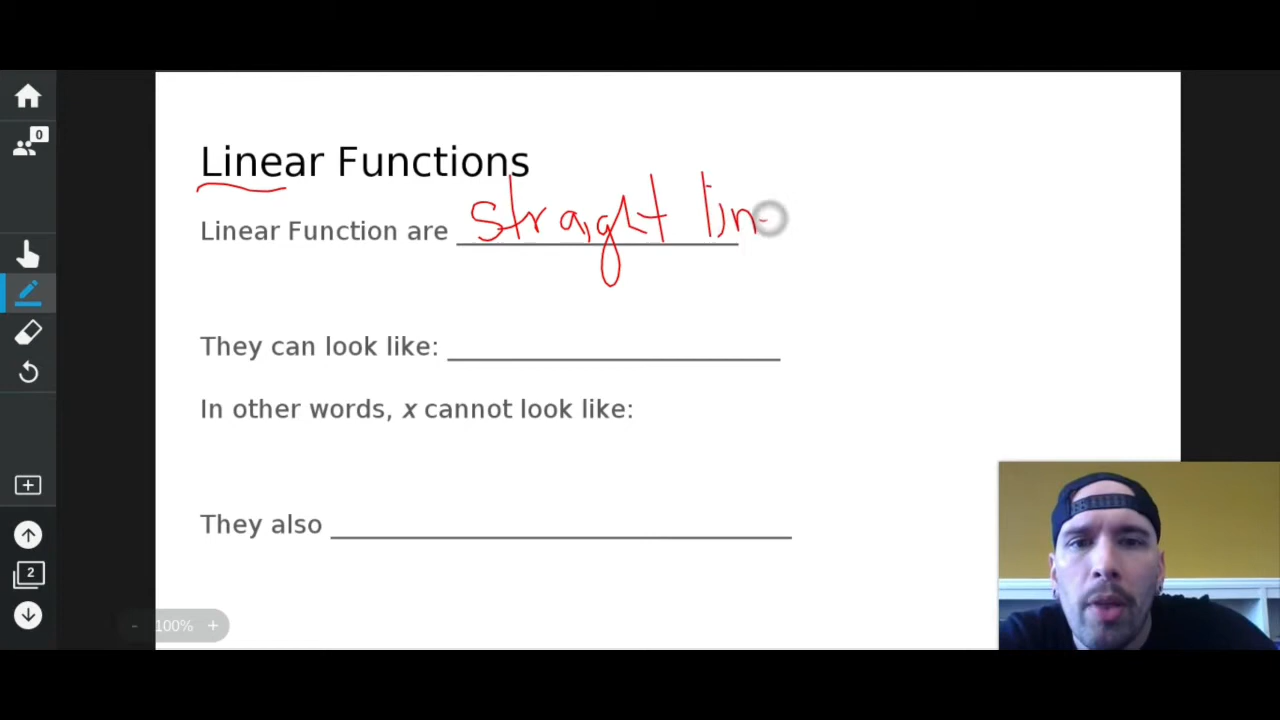 0
Linear Functions
Linear Function are straight lin
They can look like:
In other words, x cannot look like:
They also
2
- 100% +